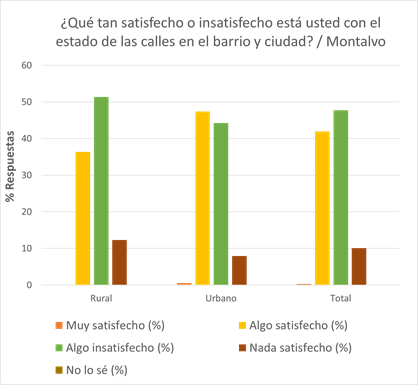 ¿Qué tan satisfecho o insatisfecho está usted con el
estado de las calles en el barrio y ciudad? / Montalvo
% Respuestas
60
50
40
30
20
10
0
Rural Urbano Total
Muy satisfecho (%) Algo satisfecho (%)
Algo insatisfecho (%) Nada satisfecho (%)
No lo sé (%)